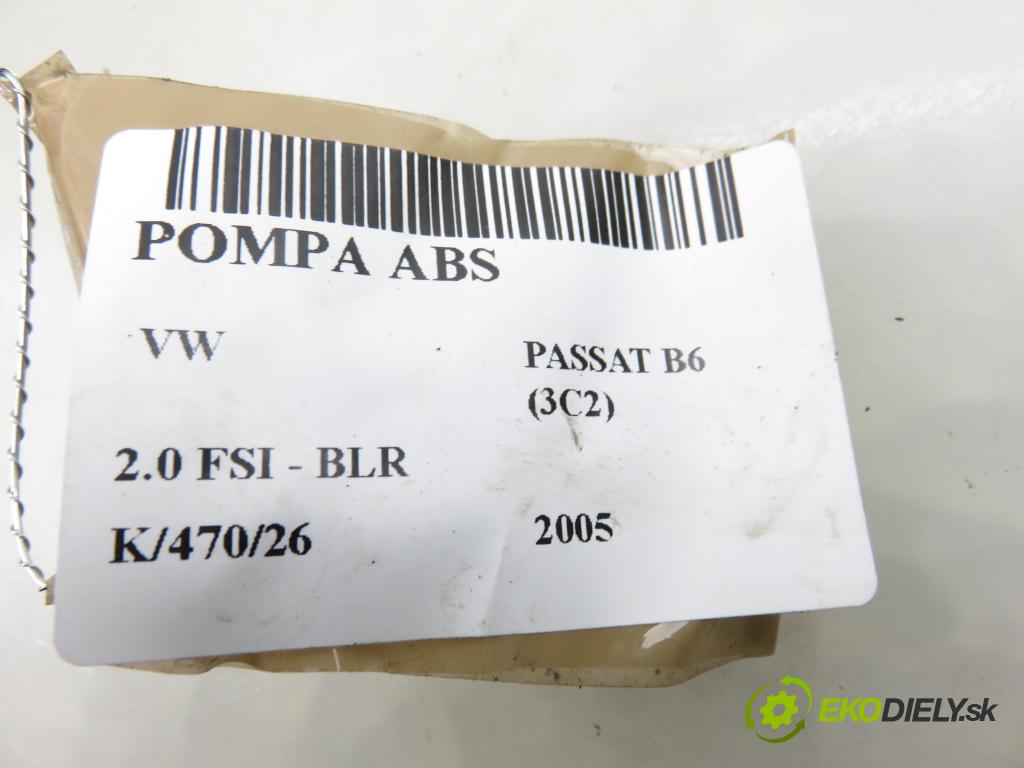 POMPA ABS
VW
PASSAT B6
(3C2)
2.0 FSI - BLR
K/470/26
2005
EKODIELY.sk